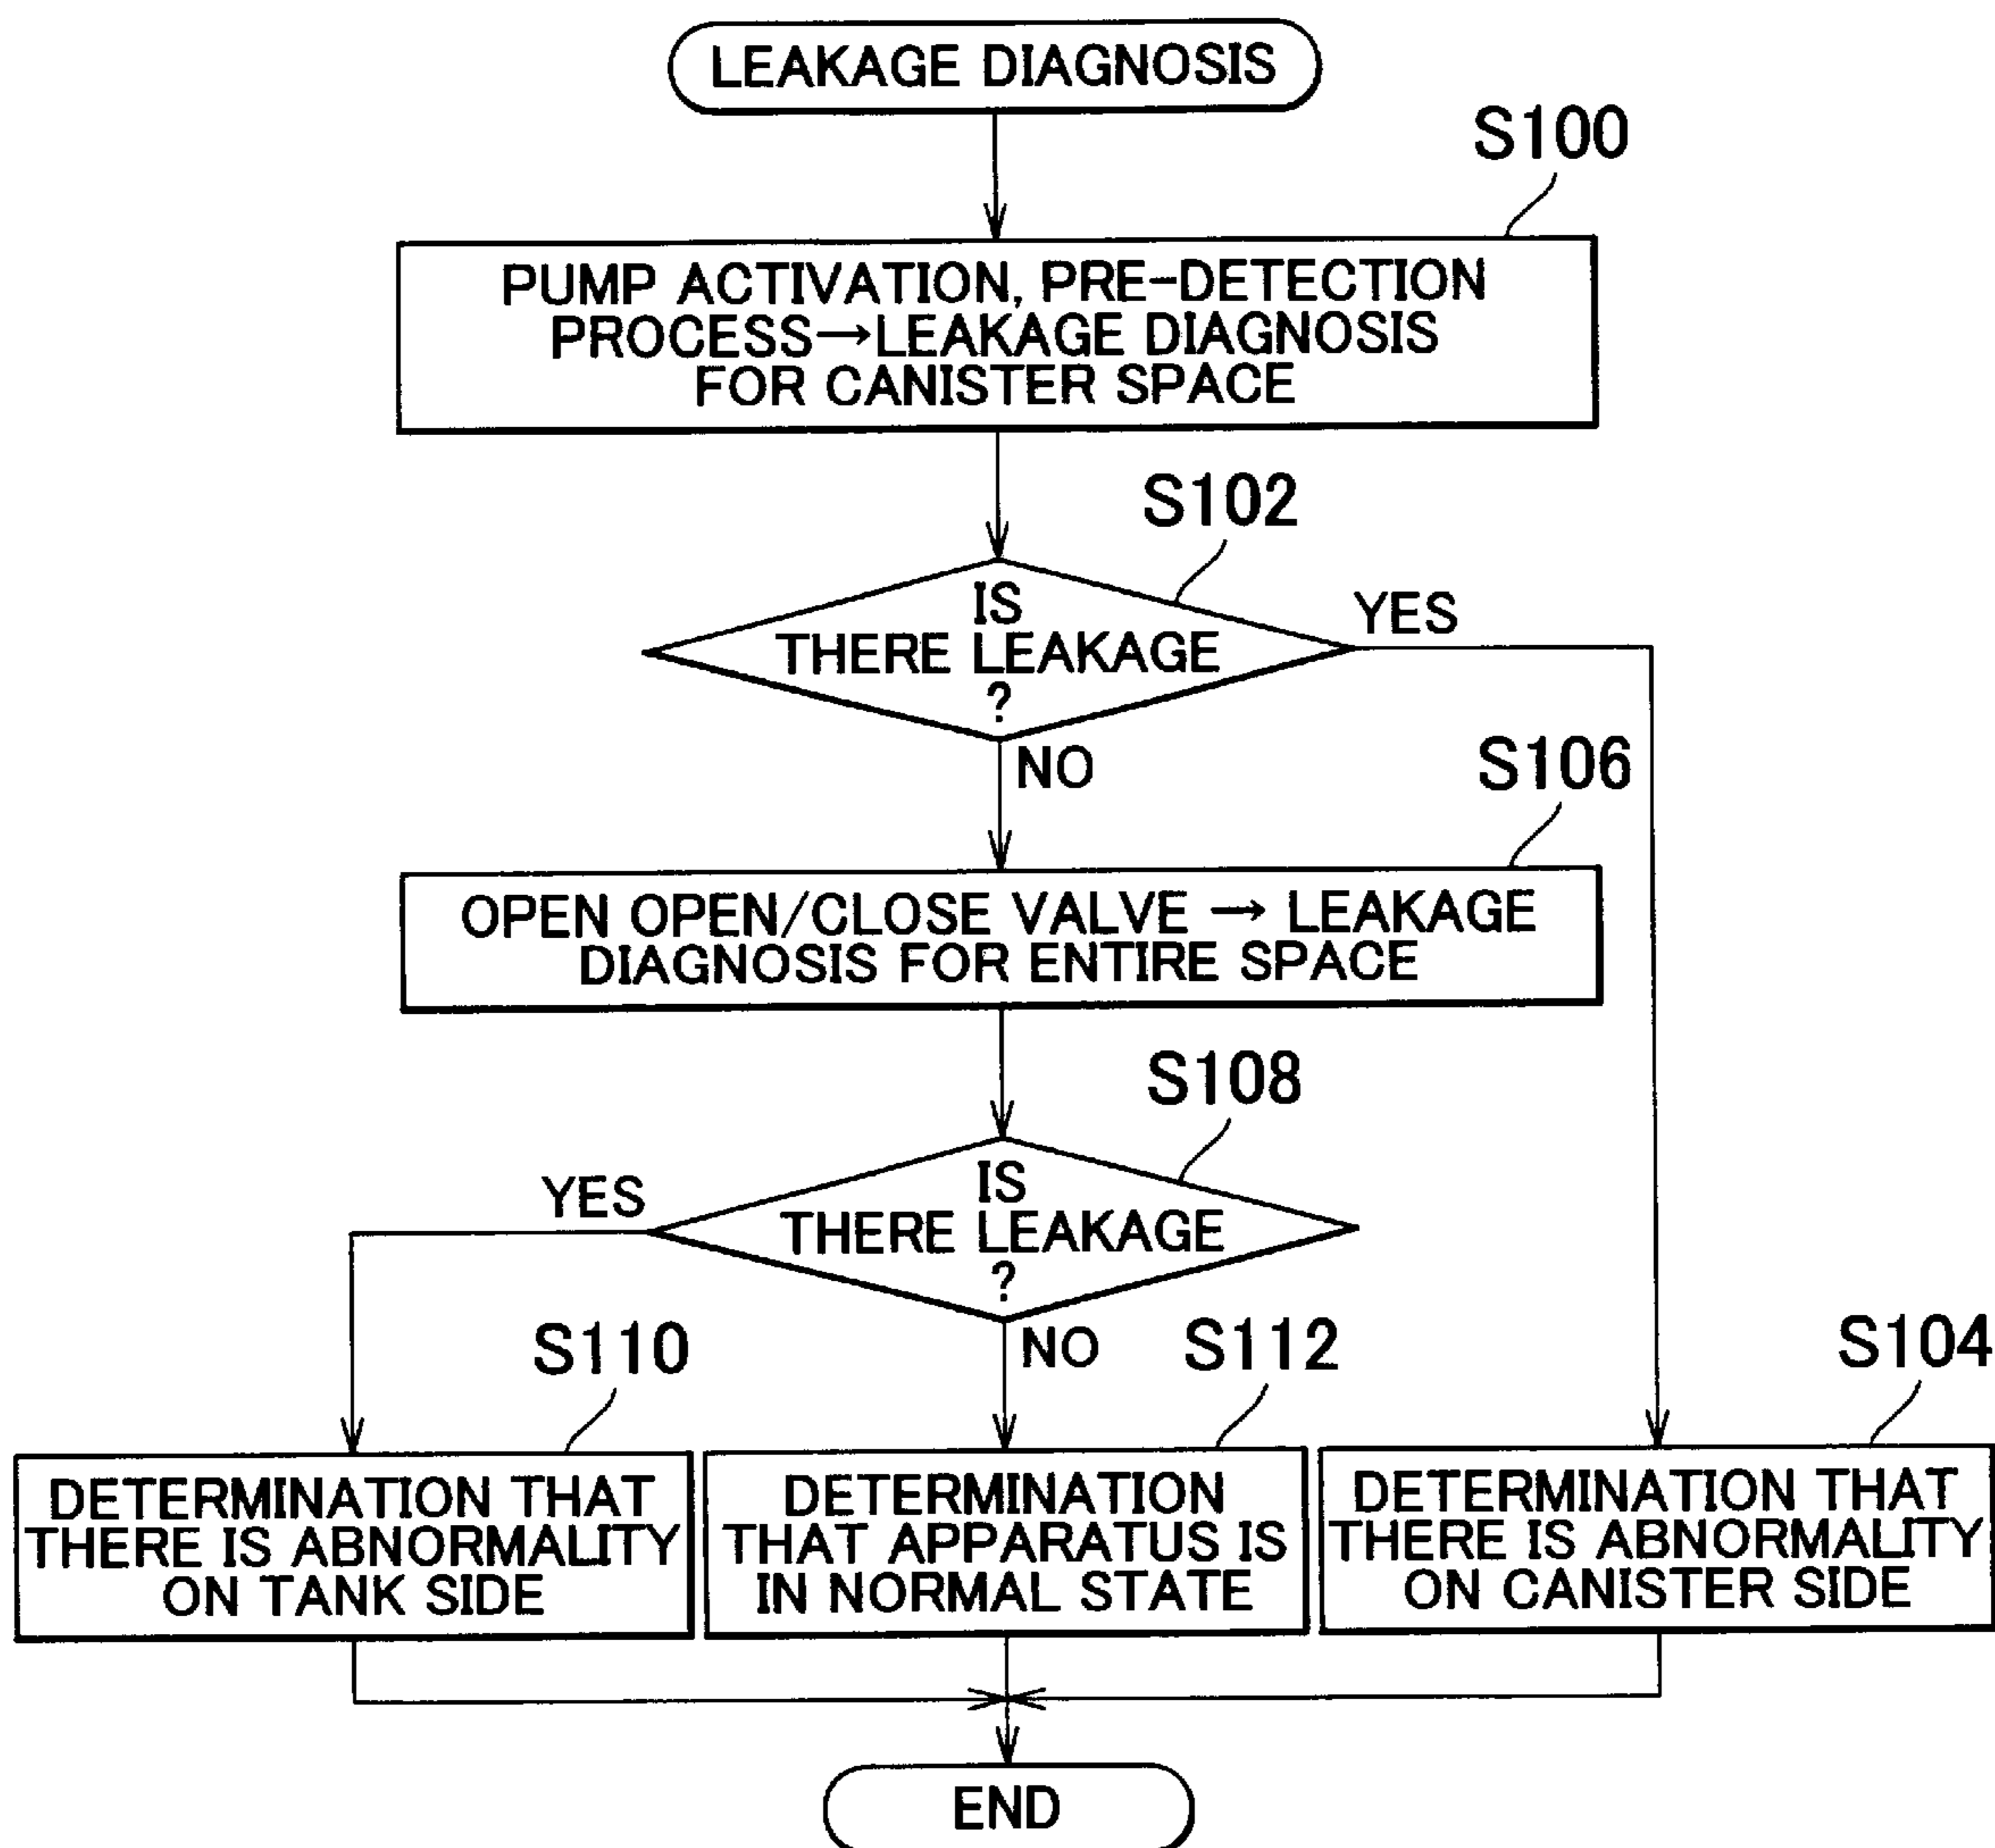 LEAKAGE DIAGNOSIS
S100
PUMP ACTIVATION, PRE-DETECTION
PROCESS→LEAKAGE DIAGNOSIS
FOR CANISTER SPACE
S102
IS
THERE LEAKAGE
?
YES
NO
S106
OPEN OPEN/CLOSE VALVE → LEAKAGE
DIAGNOSIS FOR ENTIRE SPACE
S108
IS
THERE LEAKAGE
?
YES
NO
S110
DETERMINATION THAT
THERE IS ABNORMALITY
ON TANK SIDE
S112
DETERMINATION
THAT APPARATUS IS
IN NORMAL STATE
S104
DETERMINATION THAT
THERE IS ABNORMALITY
ON CANISTER SIDE
END